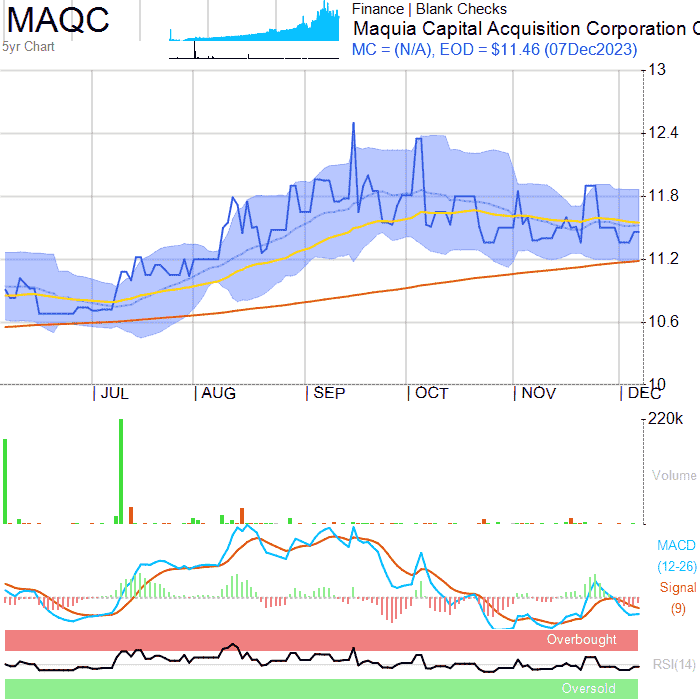 MAQC
Finance | Blank Checks
Maquia Capital Acquisition Corporation C
5yr Chart
MC = (N/A), EOD = $11.46 (07Dec2023)
13
12.4
11.8
11.2
10.6
10
JUL AUG SEP OCT NOV DEC
220k
Volume
MACD
(12-26)
Signal
(9)
Overbought
RSI(14)
Oversold